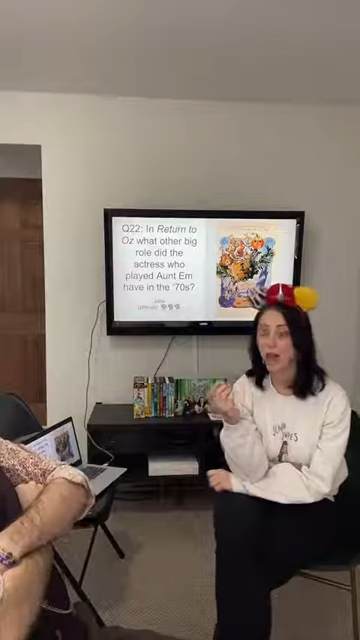 Q22: In Return to
Oz what other big
role did the
actress who
played Aunt Em
have in the '70s?